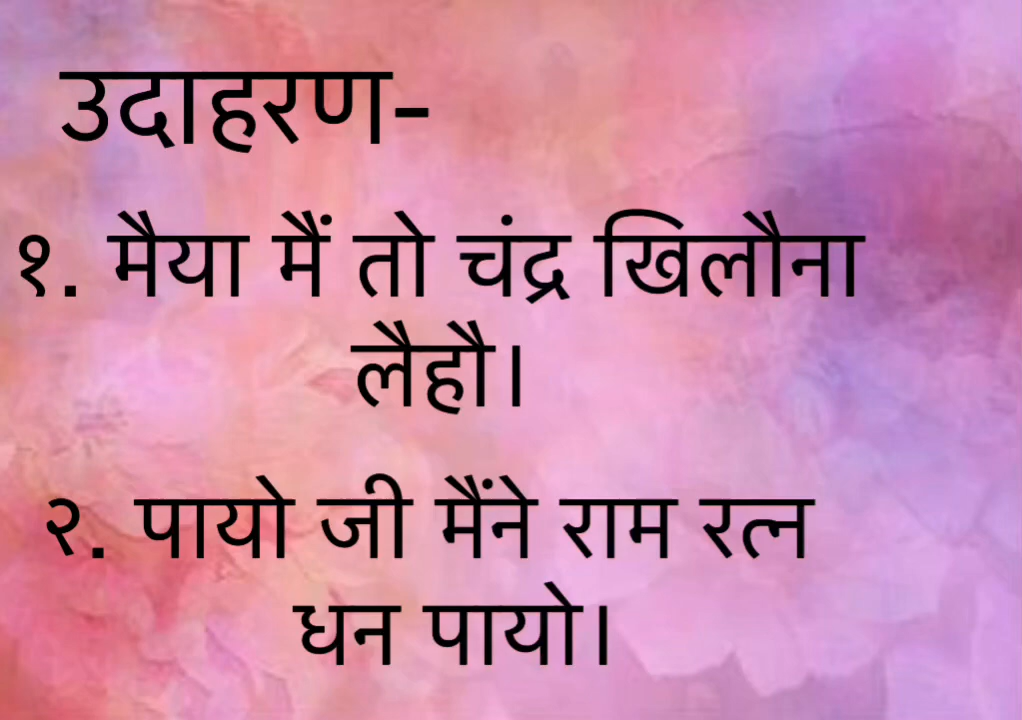 उदाहरण-
१. मैया मैं तो चंद्र खिलौना
लैहौ।
२. पायो जी मैंने राम रत्न
धन पायो।